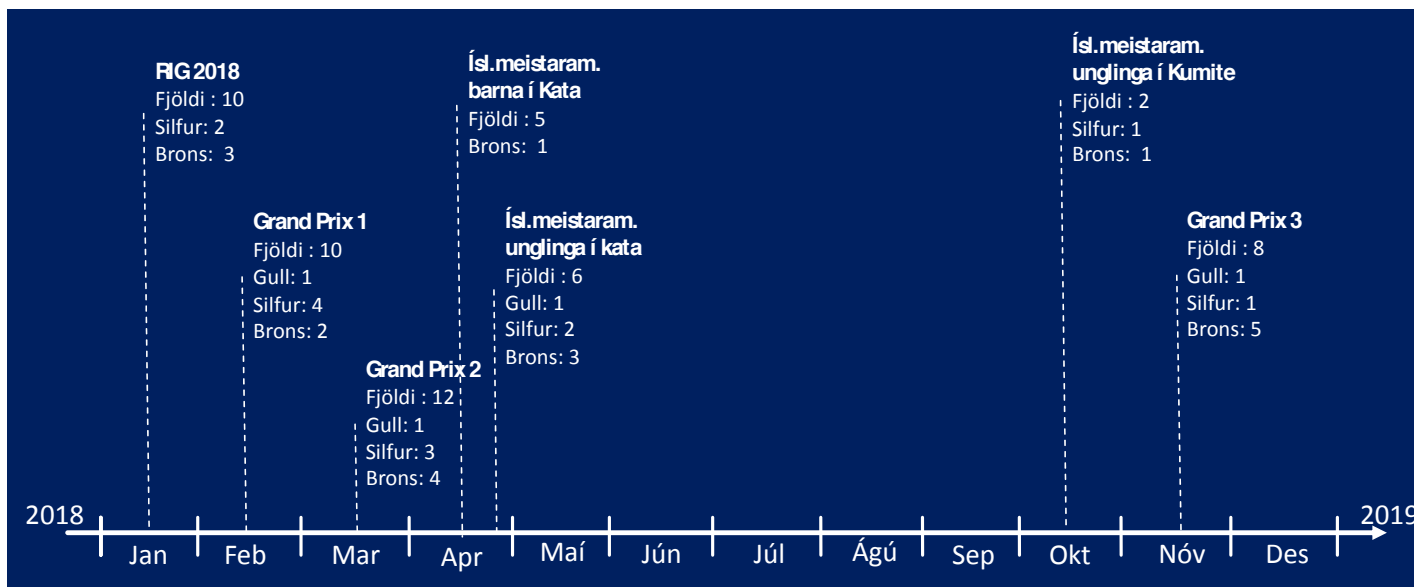 RIG 2018
Fjöldi : 10
Silfur: 2
Brons: 3
Ísl.meistaram.
barna í Kata
Fjöldi : 5
Brons: 1
Ísl.meistaram.
unglinga í Kumite
Fjöldi : 2
Silfur: 1
Brons: 1
Grand Prix 1
Fjöldi : 10
Gull: 1
Silfur: 4
Brons: 2
Ísl.meistaram.
unglinga í kata
Fjöldi : 6
Gull: 1
Silfur: 2
Brons: 3
Grand Prix 3
Fjöldi : 8
Gull: 1
Silfur: 1
Brons: 5
Grand Prix 2
Fjöldi : 12
Gull: 1
Silfur: 3
Brons: 4
2018
2019
Jan Feb Mar Apr Maí Jún Júl Ágú Sep Okt Nóv Des